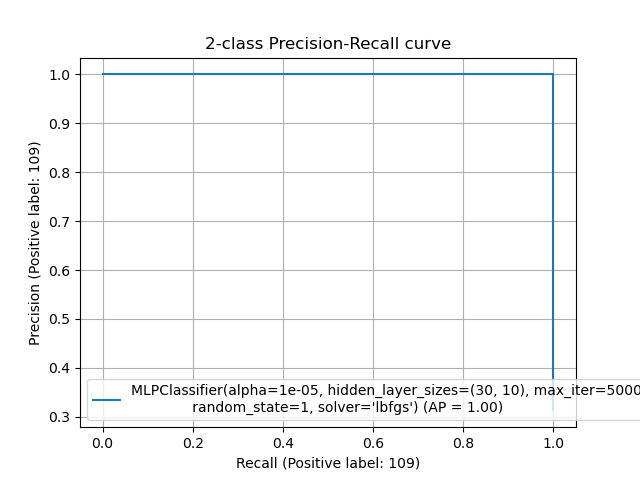 2-class Precision-Recall curve
1.0
0.9
0.8
0.7
0.6
0.5
0.4
0.3
Precision (Positive label: 109)
MLPClassifier(alpha=1e-05, hidden_layer_sizes=(30, 10), max_iter=5000
random_state=1, solver='lbfgs') (AP = 1.00)
0.0 0.2 0.4 0.6 0.8 1.0
Recall (Positive label: 109)